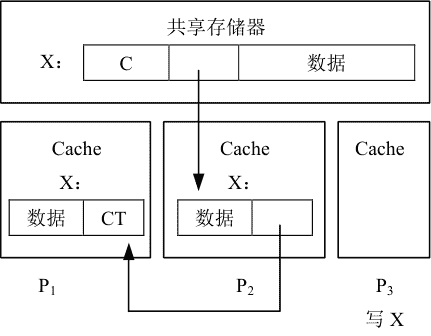 共享存储器
X： C 数据
Cache Cache Cache
X： X：
数据 CT 数据
P₁ P₂ P₃
写 X